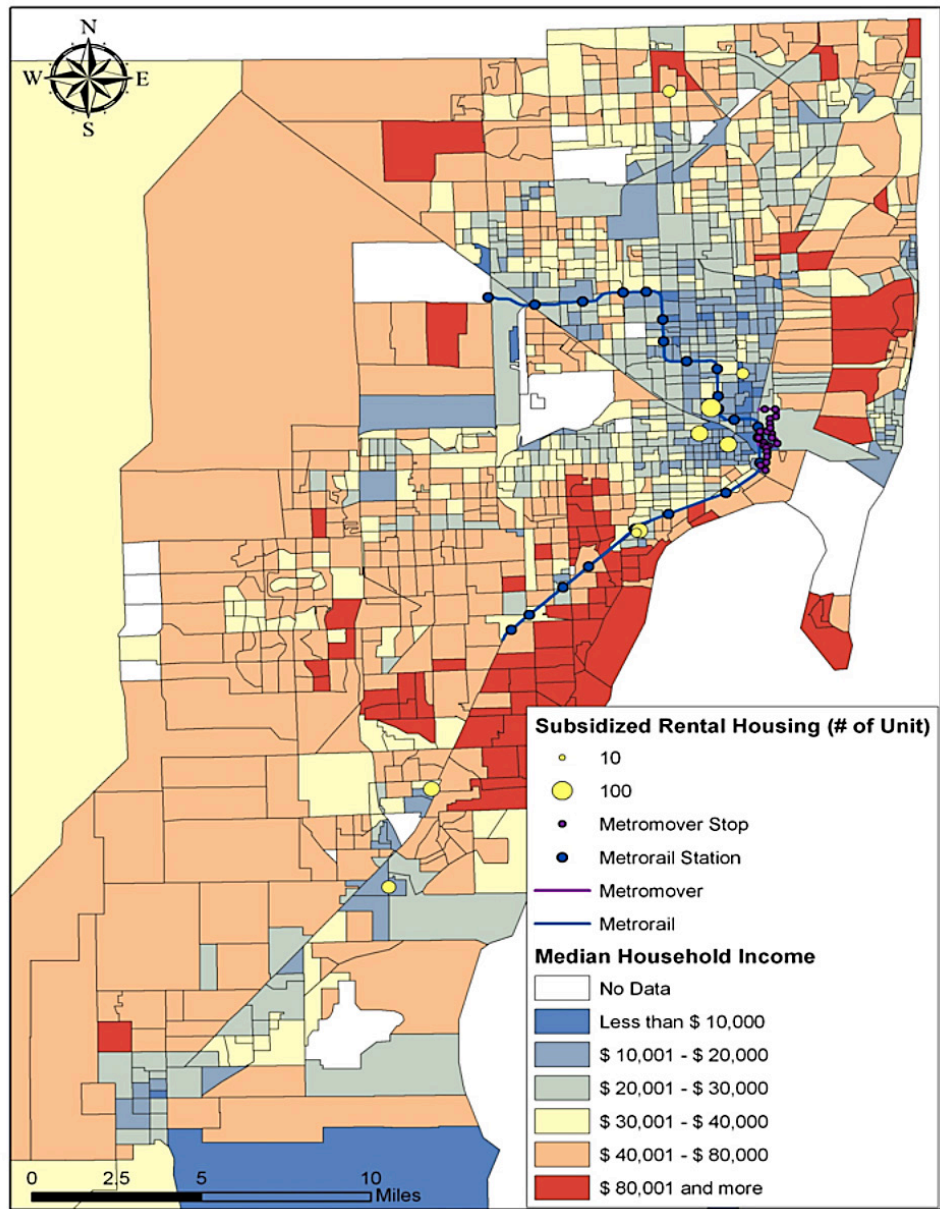 N
W E
S
Subsidized Rental Housing (# of Unit)
10
100
Metromover Stop
Metrorail Station
Metromover
Metrorail
Median Household Income
No Data
Less than $ 10,000
$ 10,001 - $ 20,000
$ 20,001 - $ 30,000
$ 30,001 - $ 40,000
$ 40,001 - $ 80,000
$ 80,001 and more
0 2.5 5 10
Miles